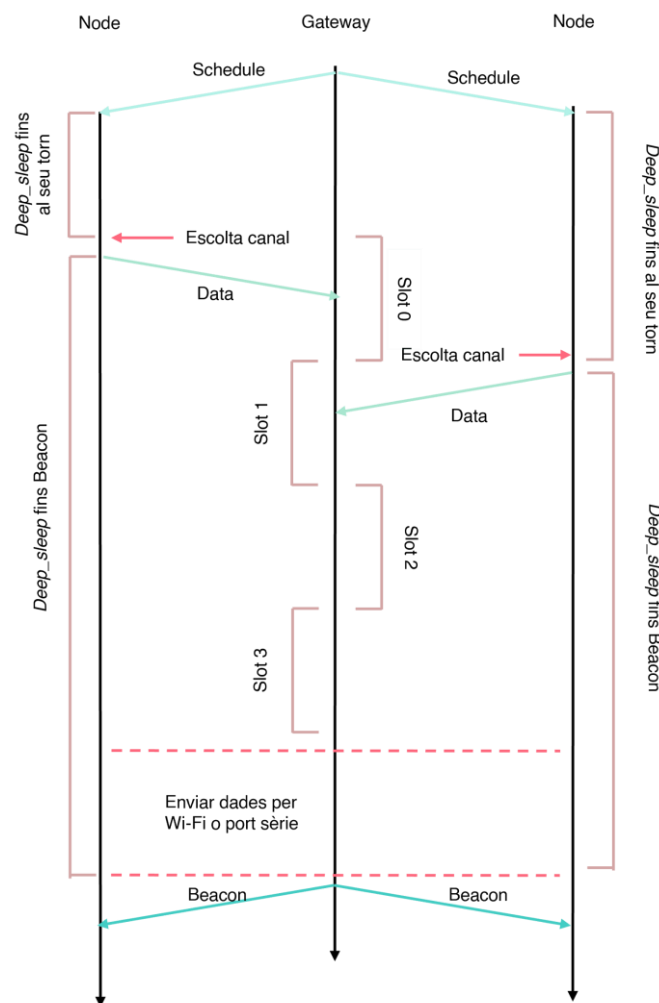 Node
Gateway
Node
Schedule
Schedule
Deep_sleep fins
al seu torn
Deep_sleep fins al seu torn
Escolta canal
Data
Slot 0
Escolta canal
Slot 1
Data
Deep_sleep fins Beacon
Slot 2
Deep_sleep fins Beacon
Slot 3
Enviar dades per
Wi-Fi o port sèrie
Beacon
Beacon